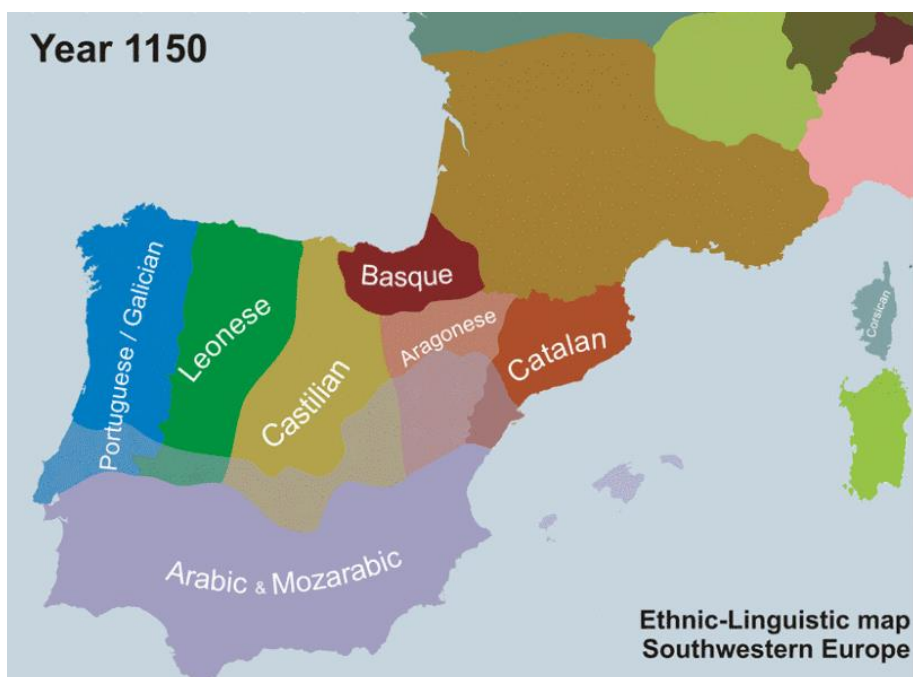 Year 1150
Portuguese / Galician
Leonese
Castilian
Basque
Aragonese
Catalan
Corsican
Arabic & Mozarabic
Ethnic-Linguistic map
Southwestern Europe